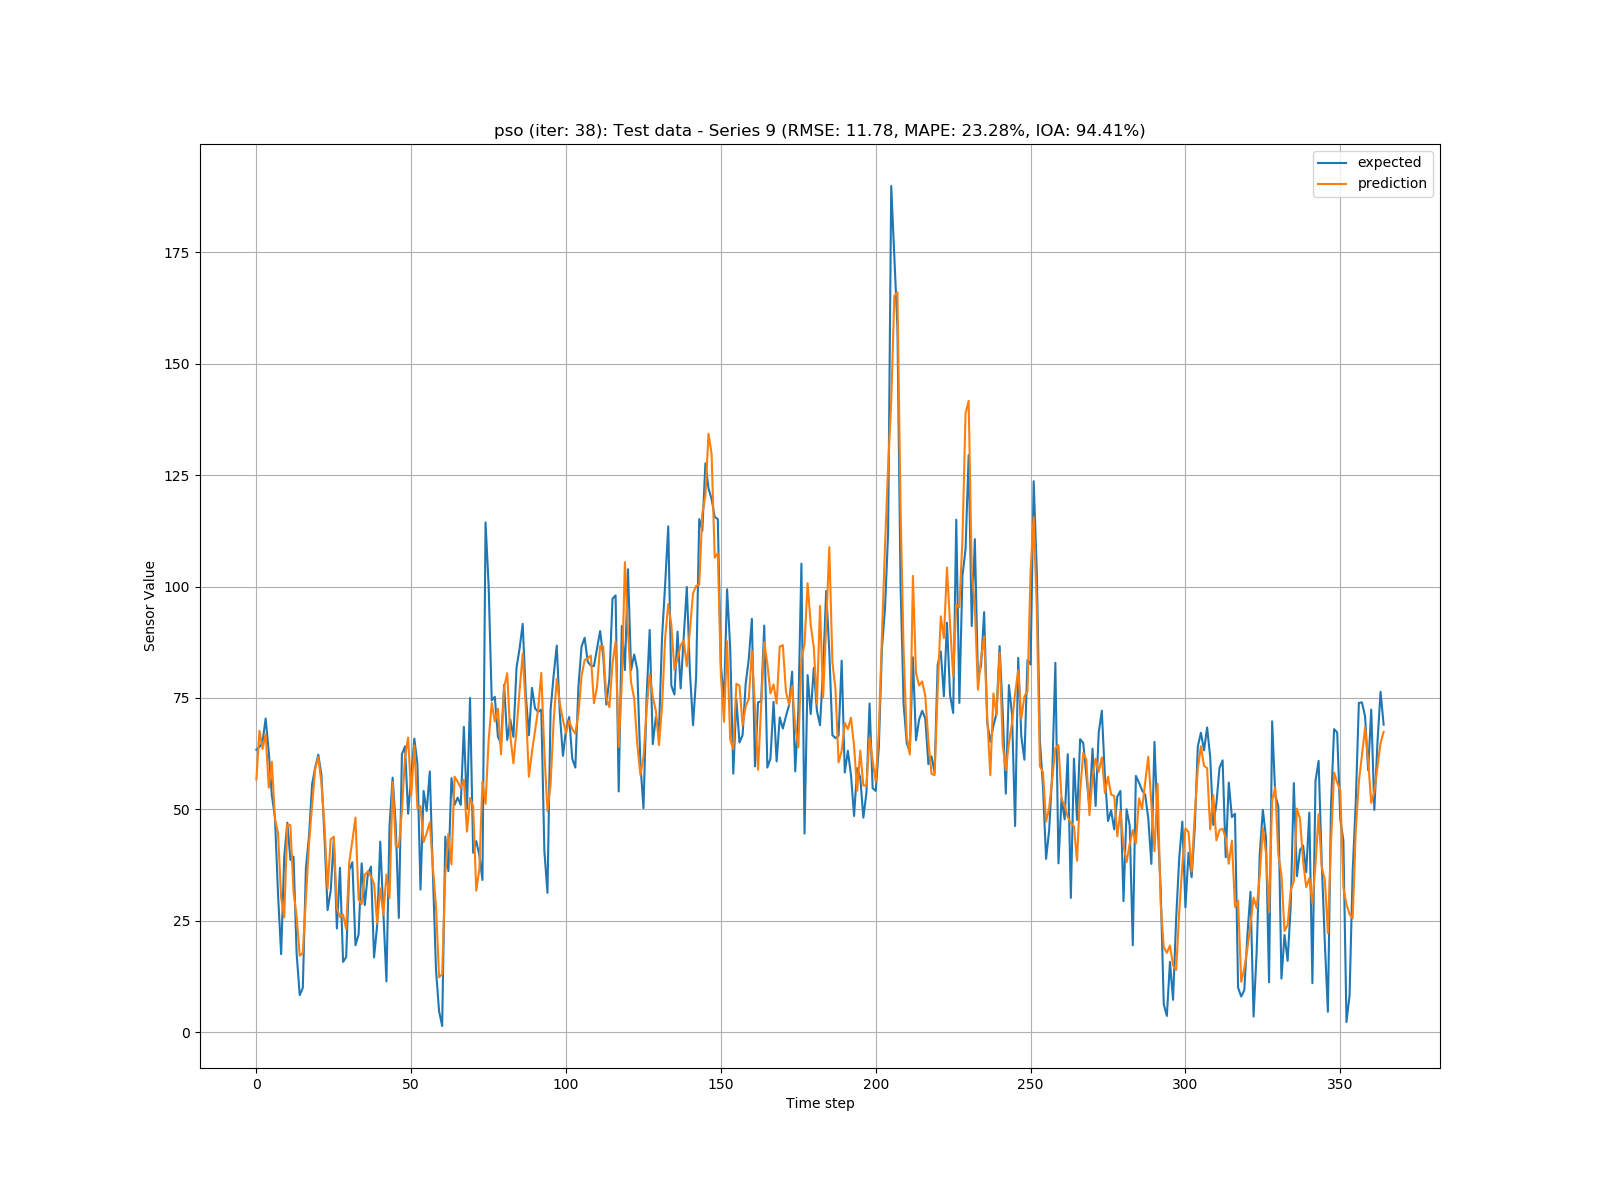 pso (iter: 38): Test data - Series 9 (RMSE: 11.78, MAPE: 23.28%, IOA: 94.41%)
expected
prediction
175
150
125
100
75
50
25
0
Sensor Value
0 50 100 150 200 250 300 350
Time step